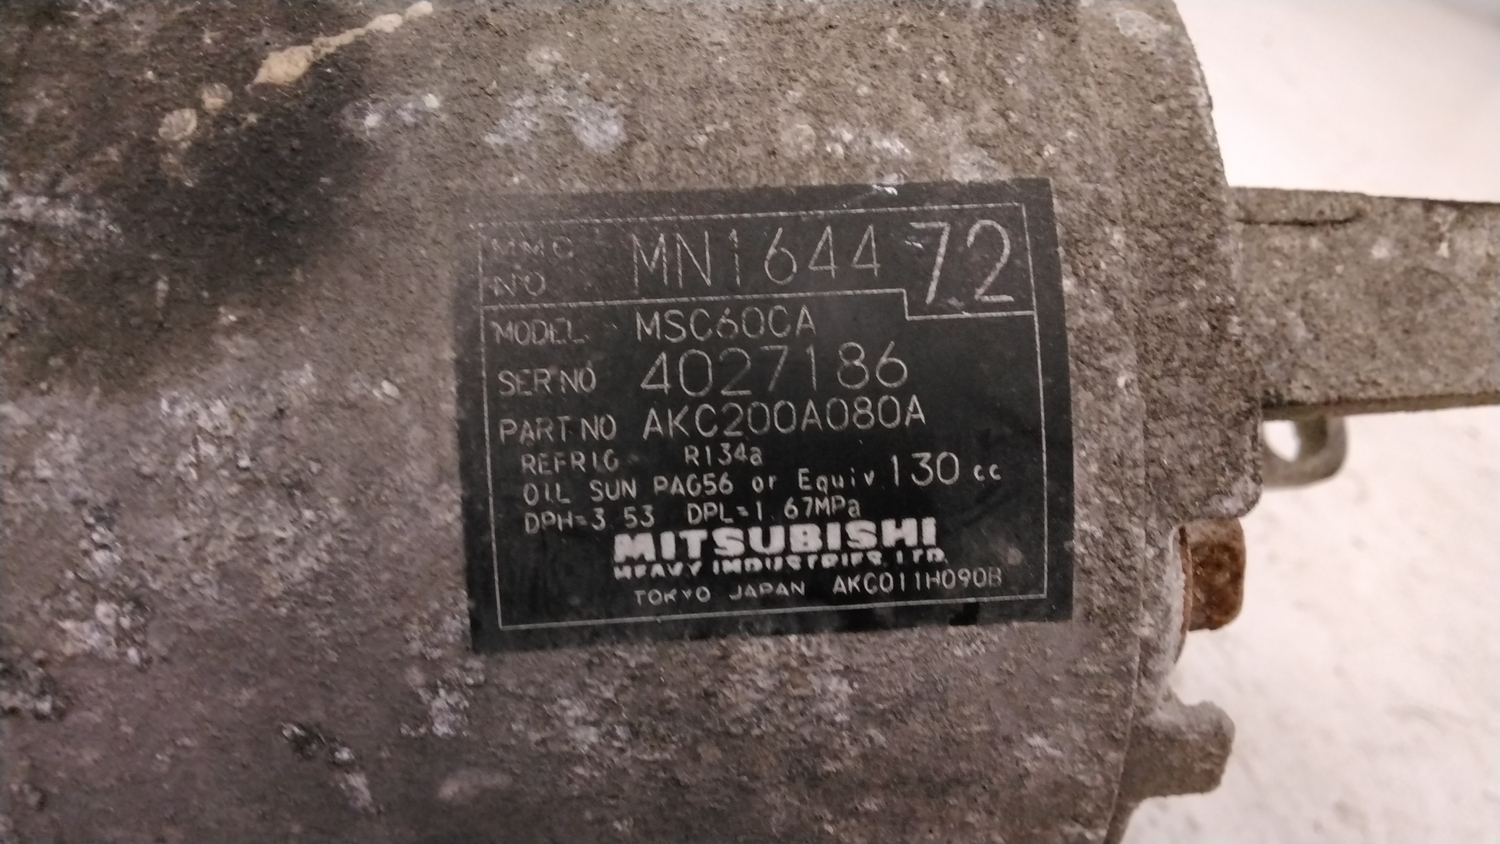 MMC
NO MN164472
MODEL MSC60CA
SER NO 4027186
PART NO AKC200A080A
REFRIG R134a
OIL SUN PAG56 or Equiv 130 cc
DPH=3.53 DPL=1.67MPa
MITSUBISHI
HEAVY INDUSTRIES, LTD.
TOKYO JAPAN AKC011H090B